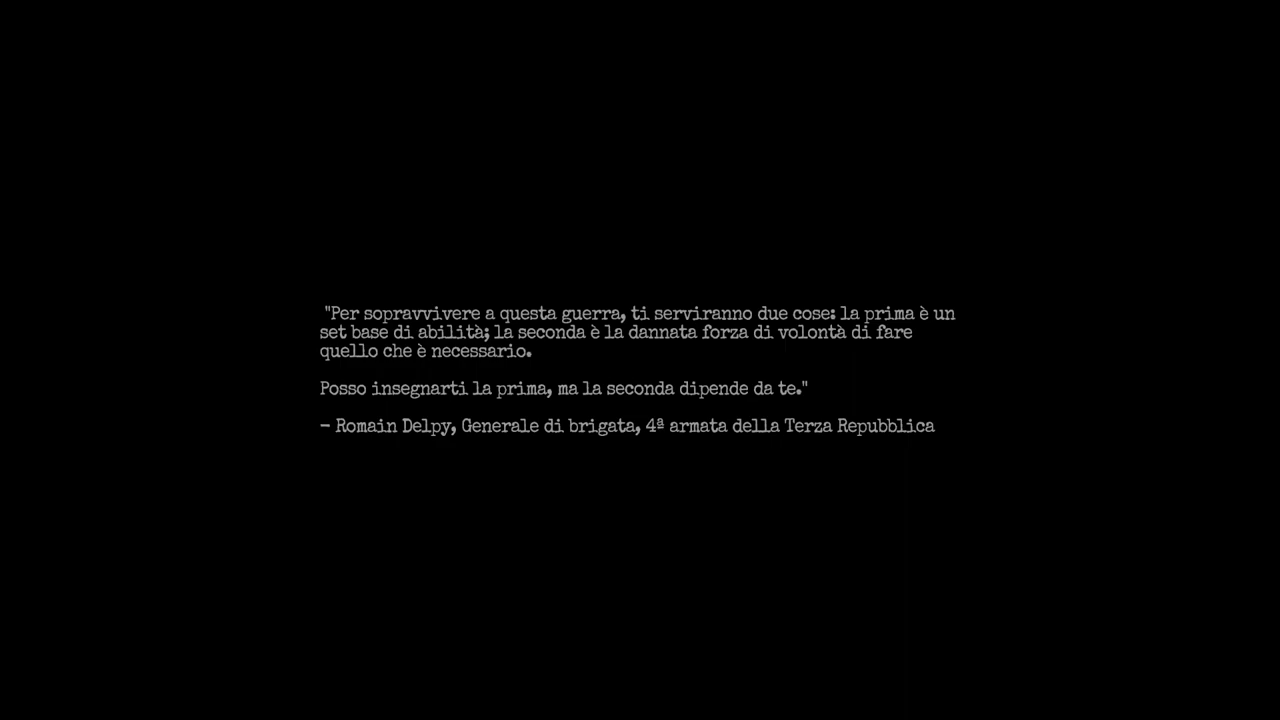 "Per sopravvivere a questa guerra, ti serviranno due cose: la prima è un
set base di abilità; la seconda è la dannata forza di volontà di fare
quello che è necessario.
Posso insegnarti la prima, ma la seconda dipende da te."
– Romain Delpy, Generale di brigata, 4ª armata della Terza Repubblica